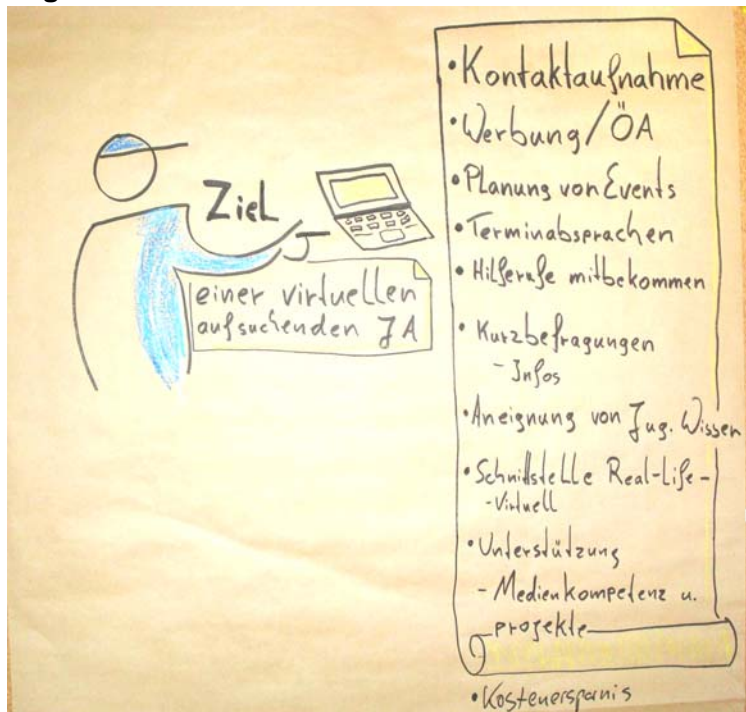 Ziel
einer virtuellen
aufsuchenden JA
• Kontaktaufnahme
• Werbung/ÖA
• Planung von Events
• Terminabsprachen
• Hilferufe mitbekommen
• Kurzbefragungen
- Infos
• Aneignung von Jug. Wissen
• Schnittstelle Real-Life-
-Virtuell
• Unterstützung
- Medienkompetenz u.
projekte
• Kostenersparnis